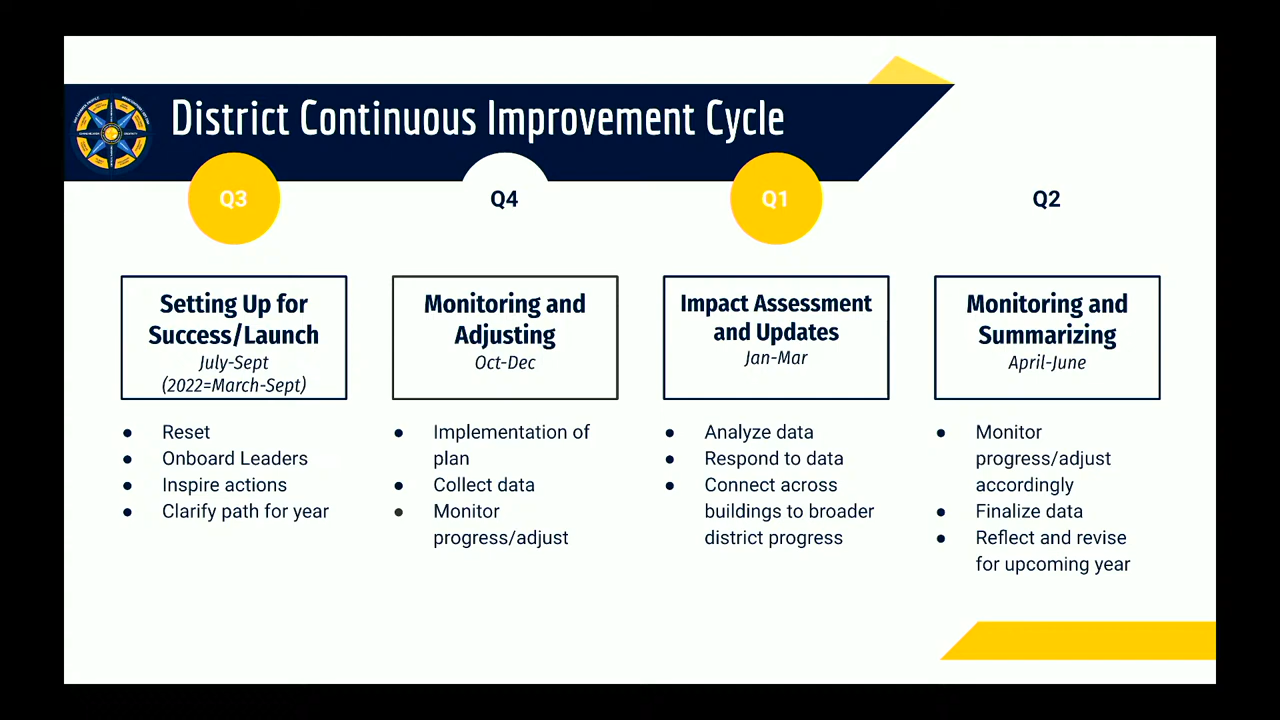 District Continuous Improvement Cycle
Q3
Q4
Q1
Q2
Setting Up for
Success/Launch
July-Sept
(2022=March-Sept)
Monitoring and
Adjusting
Oct-Dec
Impact Assessment
and Updates
Jan-Mar
Monitoring and
Summarizing
April-June
● Reset
● Onboard Leaders
● Inspire actions
● Clarify path for year
● Implementation of
plan
● Collect data
● Monitor
progress/adjust
● Analyze data
● Respond to data
● Connect across
buildings to broader
district progress
● Monitor
progress/adjust
accordingly
● Finalize data
● Reflect and revise
for upcoming year